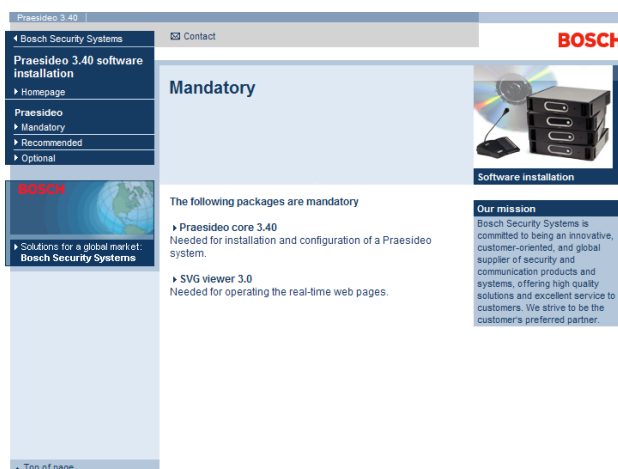 Praesideo 3.40
Bosch Security Systems
Contact
BOSCH
Praesideo 3.40 software
installation
Homepage
Praesideo
Mandatory
Recommended
Optional
BOSCH
Solutions for a global market:
Bosch Security Systems
Mandatory
The following packages are mandatory
Praesideo core 3.40
Needed for installation and configuration of a Praesideo
system.
SVG viewer 3.0
Needed for operating the real-time web pages.
Software installation
Our mission
Bosch Security Systems is
committed to being an innovative,
customer-oriented, and global
supplier of security and
communication products and
systems, offering high quality
solutions and excellent service to
customers. We strive to be the
customer's preferred partner.
Top of page